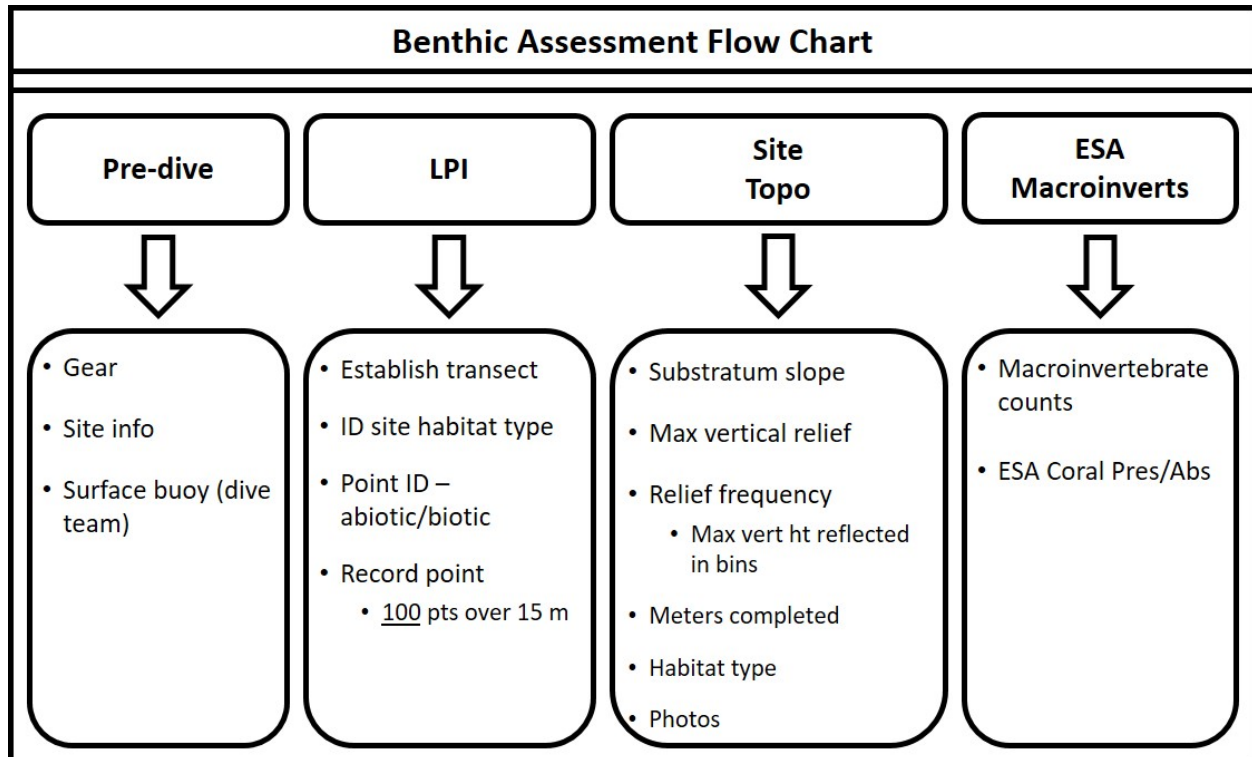 Benthic Assessment Flow Chart
Pre-dive
• Gear
• Site info
• Surface buoy (dive
team)
LPI
• Establish transect
• ID site habitat type
• Point ID –
abiotic/biotic
• Record point
• 100 pts over 15 m
Site
Topo
• Substratum slope
• Max vertical relief
• Relief frequency
• Max vert ht reflected
in bins
• Meters completed
• Habitat type
• Photos
ESA
Macroinverts
• Macroinvertebrate
counts
• ESA Coral Pres/Abs